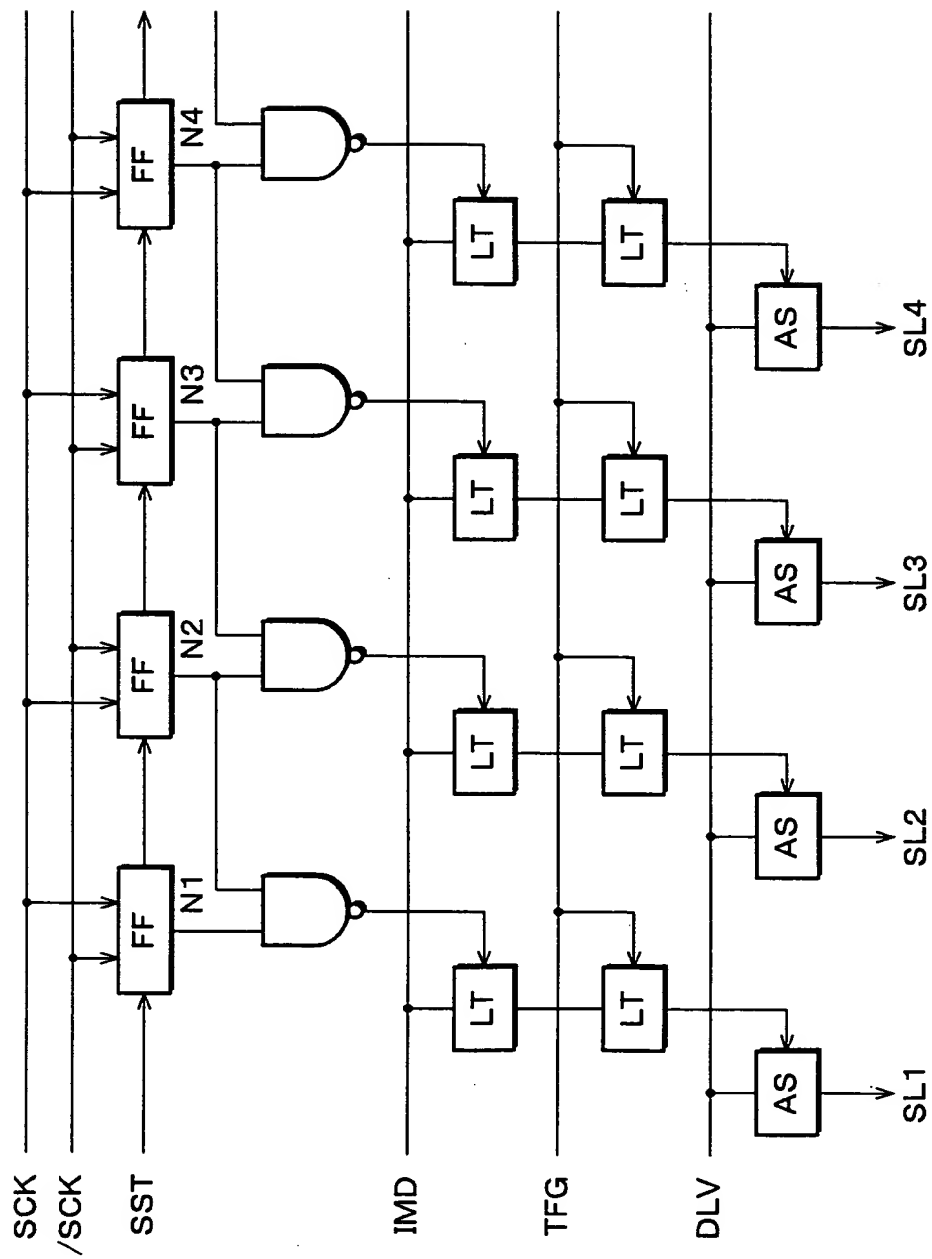 SCK
/SCK
SST
FF
FF
FF
FF
N1
N2
N3
N4
IMD
LT
LT
LT
LT
TFG
LT
LT
LT
LT
DLV
AS
AS
AS
AS
SL1
SL2
SL3
SL4